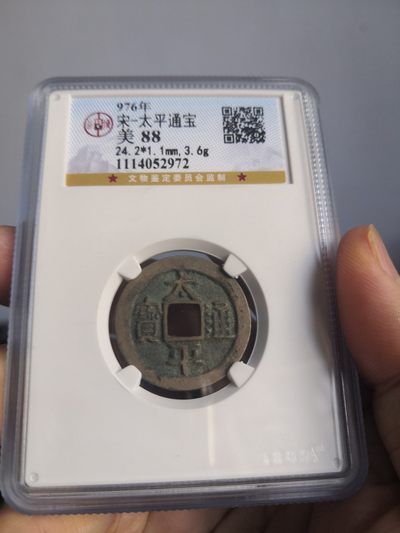 976年
宋-太平通宝
美 88
24.2*1.1mm,3.6g
1114052972
★ 文物鉴定委员会监制 ★
太
寶 通
平